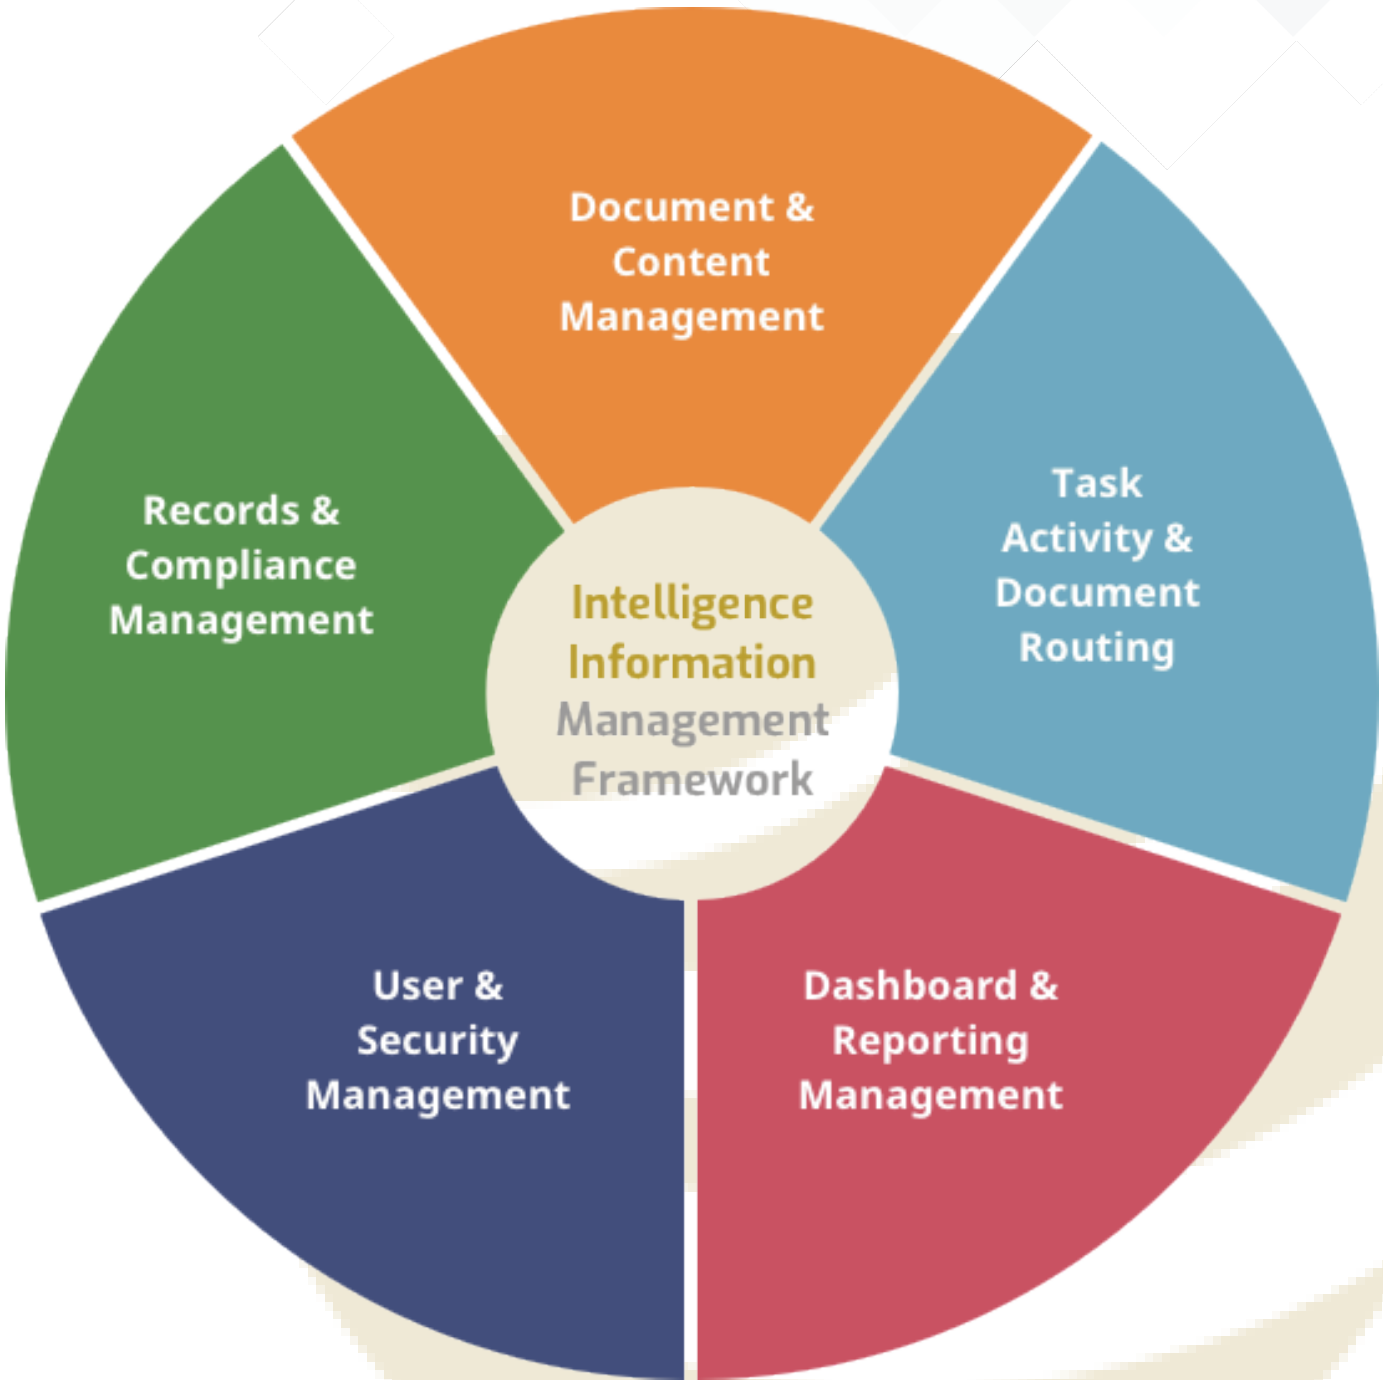 Document &
Content
Management
Task
Activity &
Document
Routing
Records &
Compliance
Management
Intelligence
Information
Management
Framework
User &
Security
Management
Dashboard &
Reporting
Management